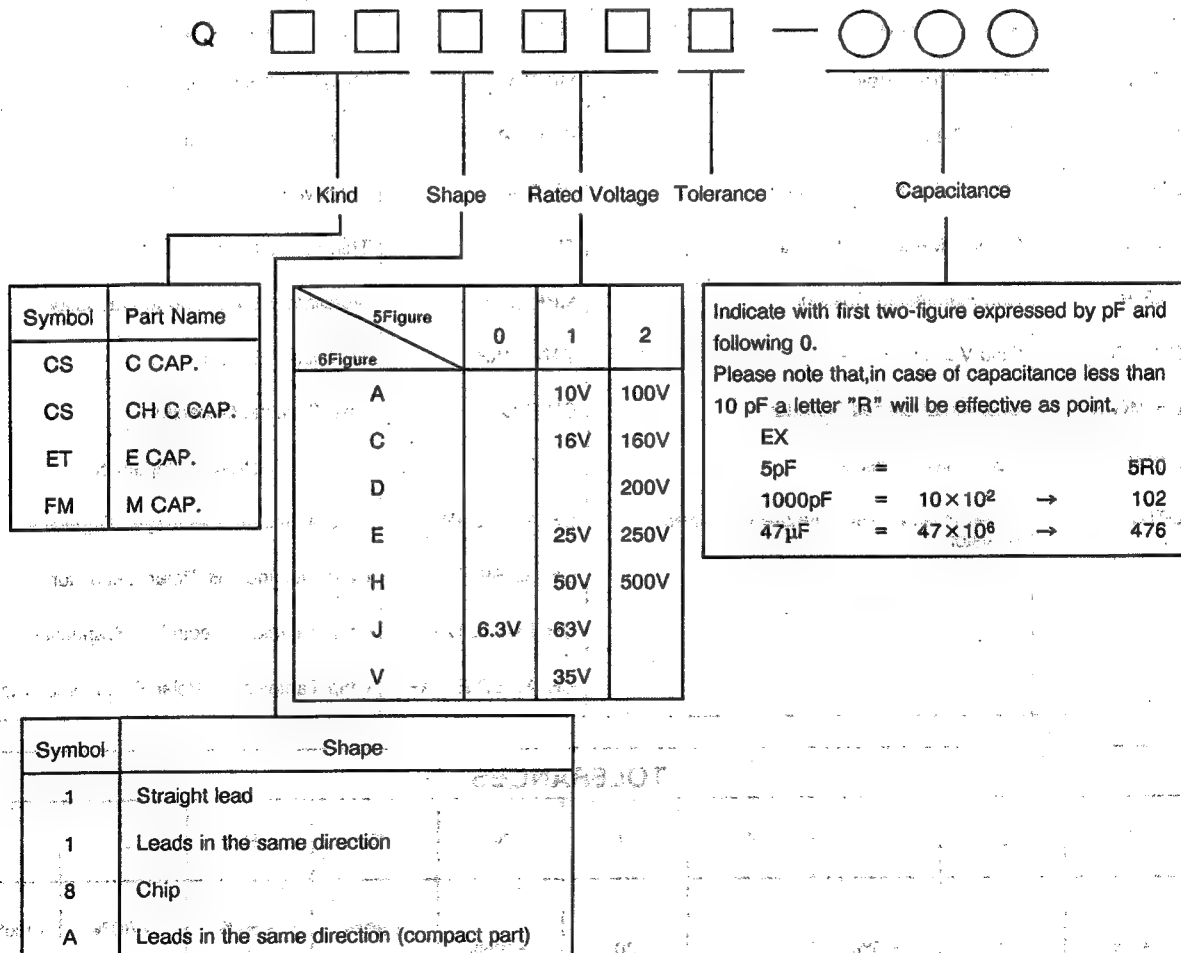 Q □ □ □ □ □ □ — ○ ○ ○
Kind Shape Rated Voltage Tolerance Capacitance
Symbol Part Name
CS C CAP.
CS CH C CAP.
ET E CAP.
FM M CAP.
5Figure
6Figure
0 1 2
A 10V 100V
C 16V 160V
D 200V
E 25V 250V
H 50V 500V
J 6.3V 63V
V 35V
Indicate with first two-figure expressed by pF and
following 0.
Please note that,in case of capacitance less than
10 pF a letter "R" will be effective as point.
EX
5pF = 5R0
1000pF = 10×10² → 102
47µF = 47×10⁶ → 476
Symbol Shape
1 Straight lead
1 Leads in the same direction
8 Chip
A Leads in the same direction (compact part)
TOLERANCES